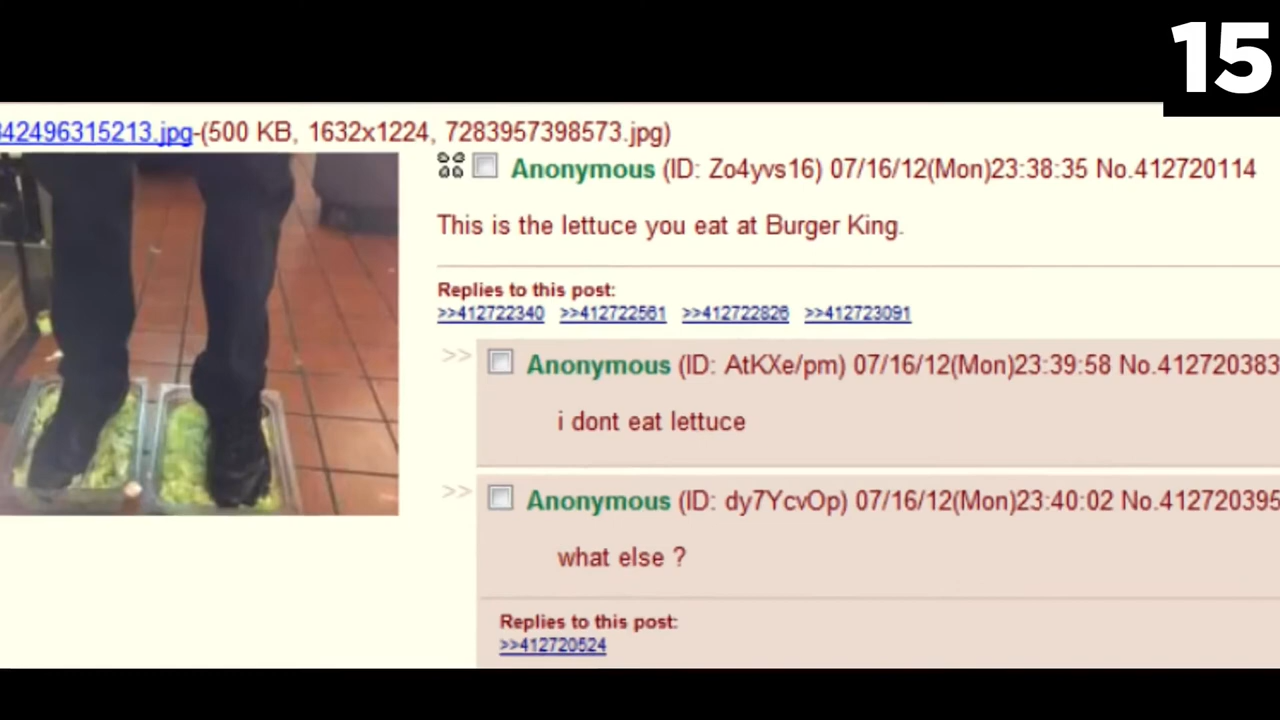 15
342496315213.jpg-(500 KB, 1632x1224, 7283957398573.jpg)
Anonymous (ID: Zo4yvs16) 07/16/12(Mon)23:38:35 No.412720114
This is the lettuce you eat at Burger King.
Replies to this post:
>>412722340 >>412722561 >>412722826 >>412723091
>> Anonymous (ID: AtKXe/pm) 07/16/12(Mon)23:39:58 No.412720383
i dont eat lettuce
>> Anonymous (ID: dy7YcvOp) 07/16/12(Mon)23:40:02 No.412720395
what else ?
Replies to this post:
>>412720524